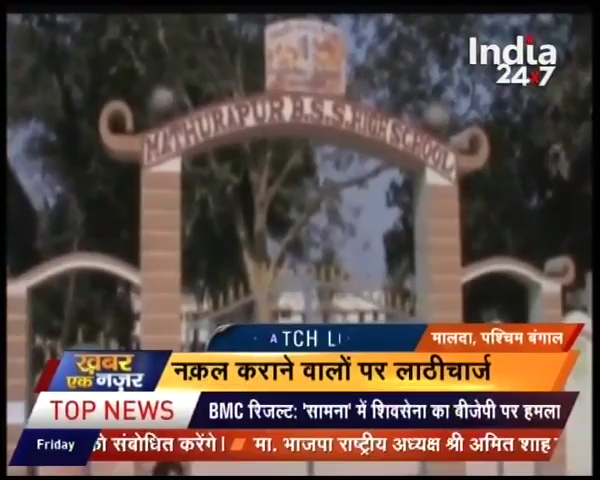 India
24x7
MATHURAPUR B.S.S. HIGH SCHOOL
मालदा, पश्चिम बंगाल
ख़बर
एक नज़र
नक़ल कराने वालों पर लाठीचार्ज
TOP NEWS
BMC रिजल्ट: 'सामना' में शिवसेना का बीजेपी पर हमला
Friday
को संबोधित करेंगे। मा. भाजपा राष्ट्रीय अध्यक्ष श्री अमित शाह